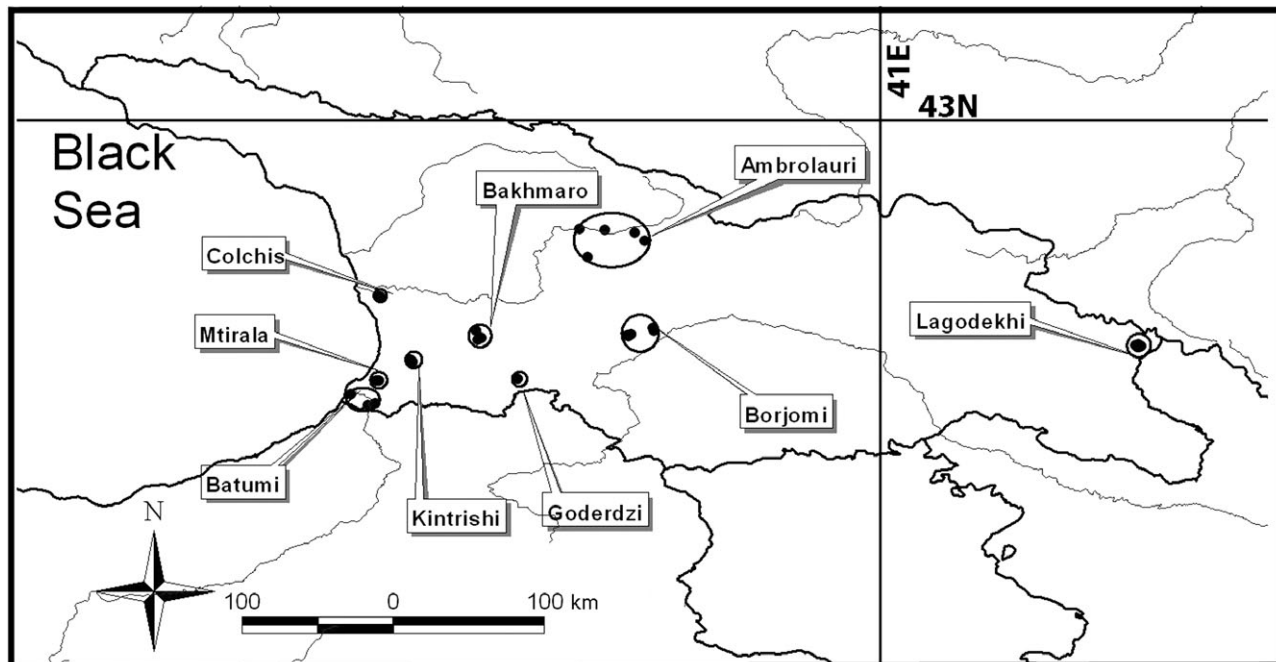 41E
43N
Black
Sea
Ambrolauri
Bakhmaro
Colchis
Lagodekhi
Mtirala
Borjomi
Batumi
Kintrishi
Goderdzi
N
100 0 100 km